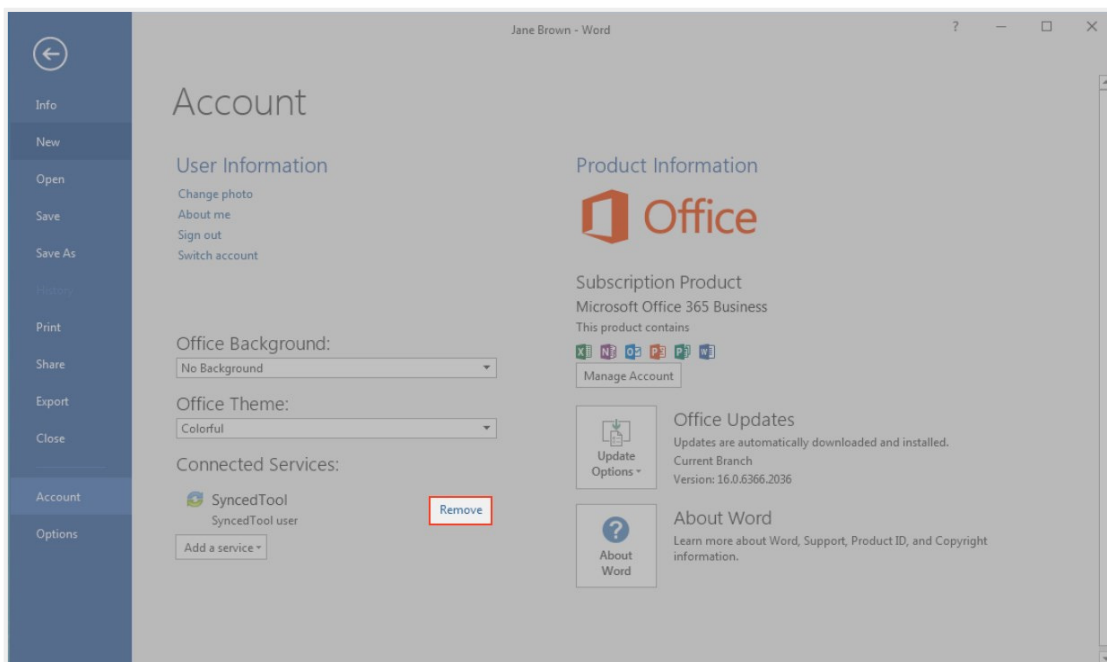 Jane Brown - Word
?
Info
New
Open
Save
Save As
History
Print
Share
Export
Close
Account
Options
Account
User Information
Change photo
About me
Sign out
Switch account
Office Background:
No Background
Office Theme:
Colorful
Connected Services:
SyncedTool
SyncedTool user
Remove
Add a service
Product Information
Office
Subscription Product
Microsoft Office 365 Business
This product contains
Manage Account
Update
Options
Office Updates
Updates are automatically downloaded and installed.
Current Branch
Version: 16.0.6366.2036
?
About
Word
About Word
Learn more about Word, Support, Product ID, and Copyright
information.